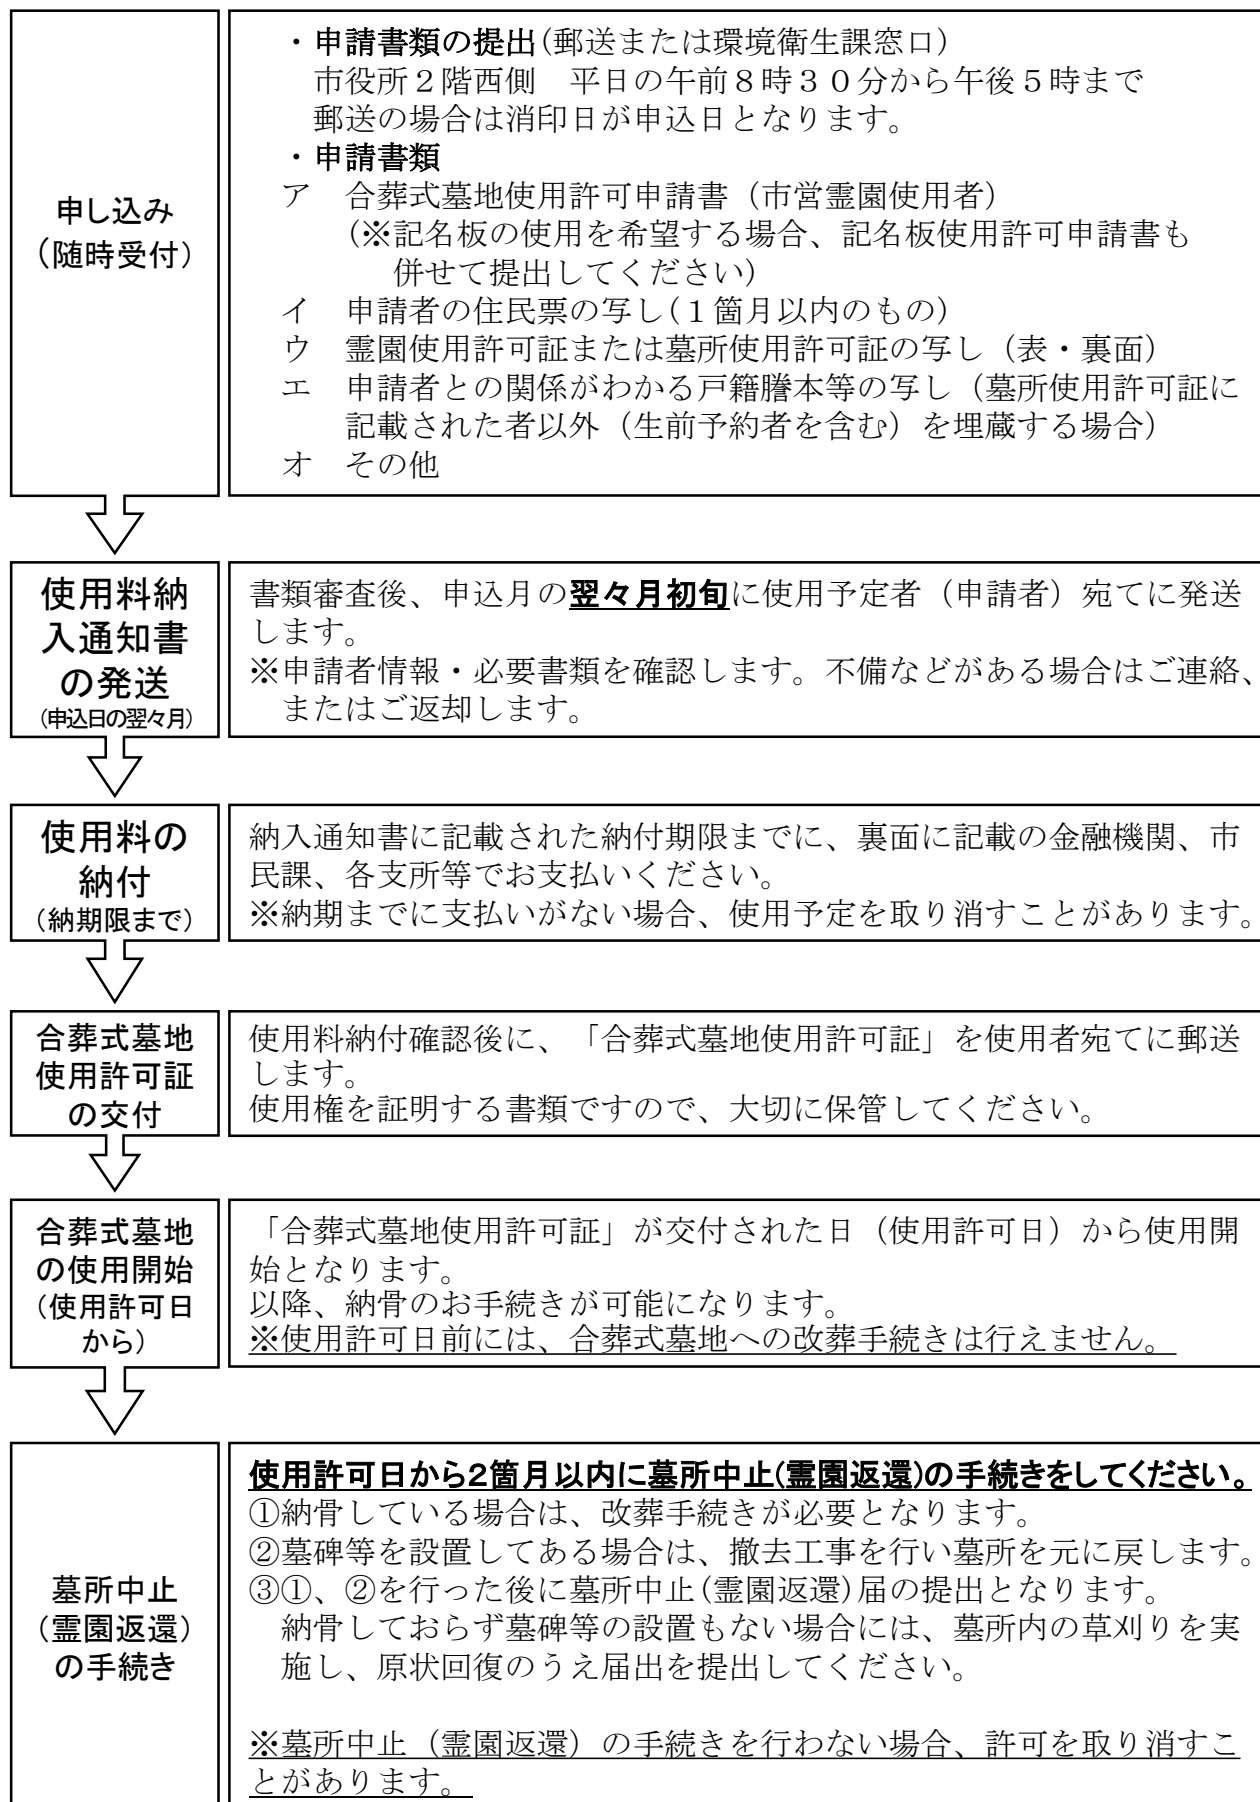 申し込み
（随時受付）
・申請書類の提出(郵送または環境衛生課窓口）
市役所２階西側　平日の午前８時３０分から午後５時まで
郵送の場合は消印日が申込日となります。
・申請書類
ア　合葬式墓地使用許可申請書（市営霊園使用者）
(※記名板の使用を希望する場合、記名板使用許可申請書も
併せて提出してください）
イ　申請者の住民票の写し(１箇月以内のもの）
ウ　霊園使用許可証または墓所使用許可証の写し（表・裏面）
エ　申請者との関係がわかる戸籍謄本等の写し（墓所使用許可証に
記載された者以外（生前予約者を含む）を埋蔵する場合）
オ　その他
使用料納
入通知書
の発送
（申込日の翌々月）
書類審査後、申込月の翌々月初旬に使用予定者（申請者）宛てに発送
します。
※申請者情報・必要書類を確認します。不備などがある場合はご連絡、
またはご返却します。
使用料の
納付
（納期限まで）
納入通知書に記載された納付期限までに、裏面に記載の金融機関、市
民課、各支所等でお支払いください。
※納期までに支払いがない場合、使用予定を取り消すことがあります。
合葬式墓地
使用許可証
の交付
使用料納付確認後に、「合葬式墓地使用許可証」を使用者宛てに郵送
します。
使用権を証明する書類ですので、大切に保管してください。
合葬式墓地
の使用開始
（使用許可日
から）
「合葬式墓地使用許可証」が交付された日（使用許可日）から使用開
始となります。
以降、納骨のお手続きが可能になります。
※使用許可日前には、合葬式墓地への改葬手続きは行えません。
墓所中止
（霊園返還）
の手続き
使用許可日から２箇月以内に墓所中止(霊園返還)の手続きをしてください。
①納骨している場合は、改葬手続きが必要となります。
②墓碑等を設置してある場合は、撤去工事を行い墓所を元に戻します。
③①、②を行った後に墓所中止(霊園返還)届の提出となります。
納骨しておらず墓碑等の設置もない場合には、墓所内の草刈りを実
施し、原状回復のうえ届出を提出してください。
※墓所中止（霊園返還）の手続きを行わない場合、許可を取り消すこ
とがあります。